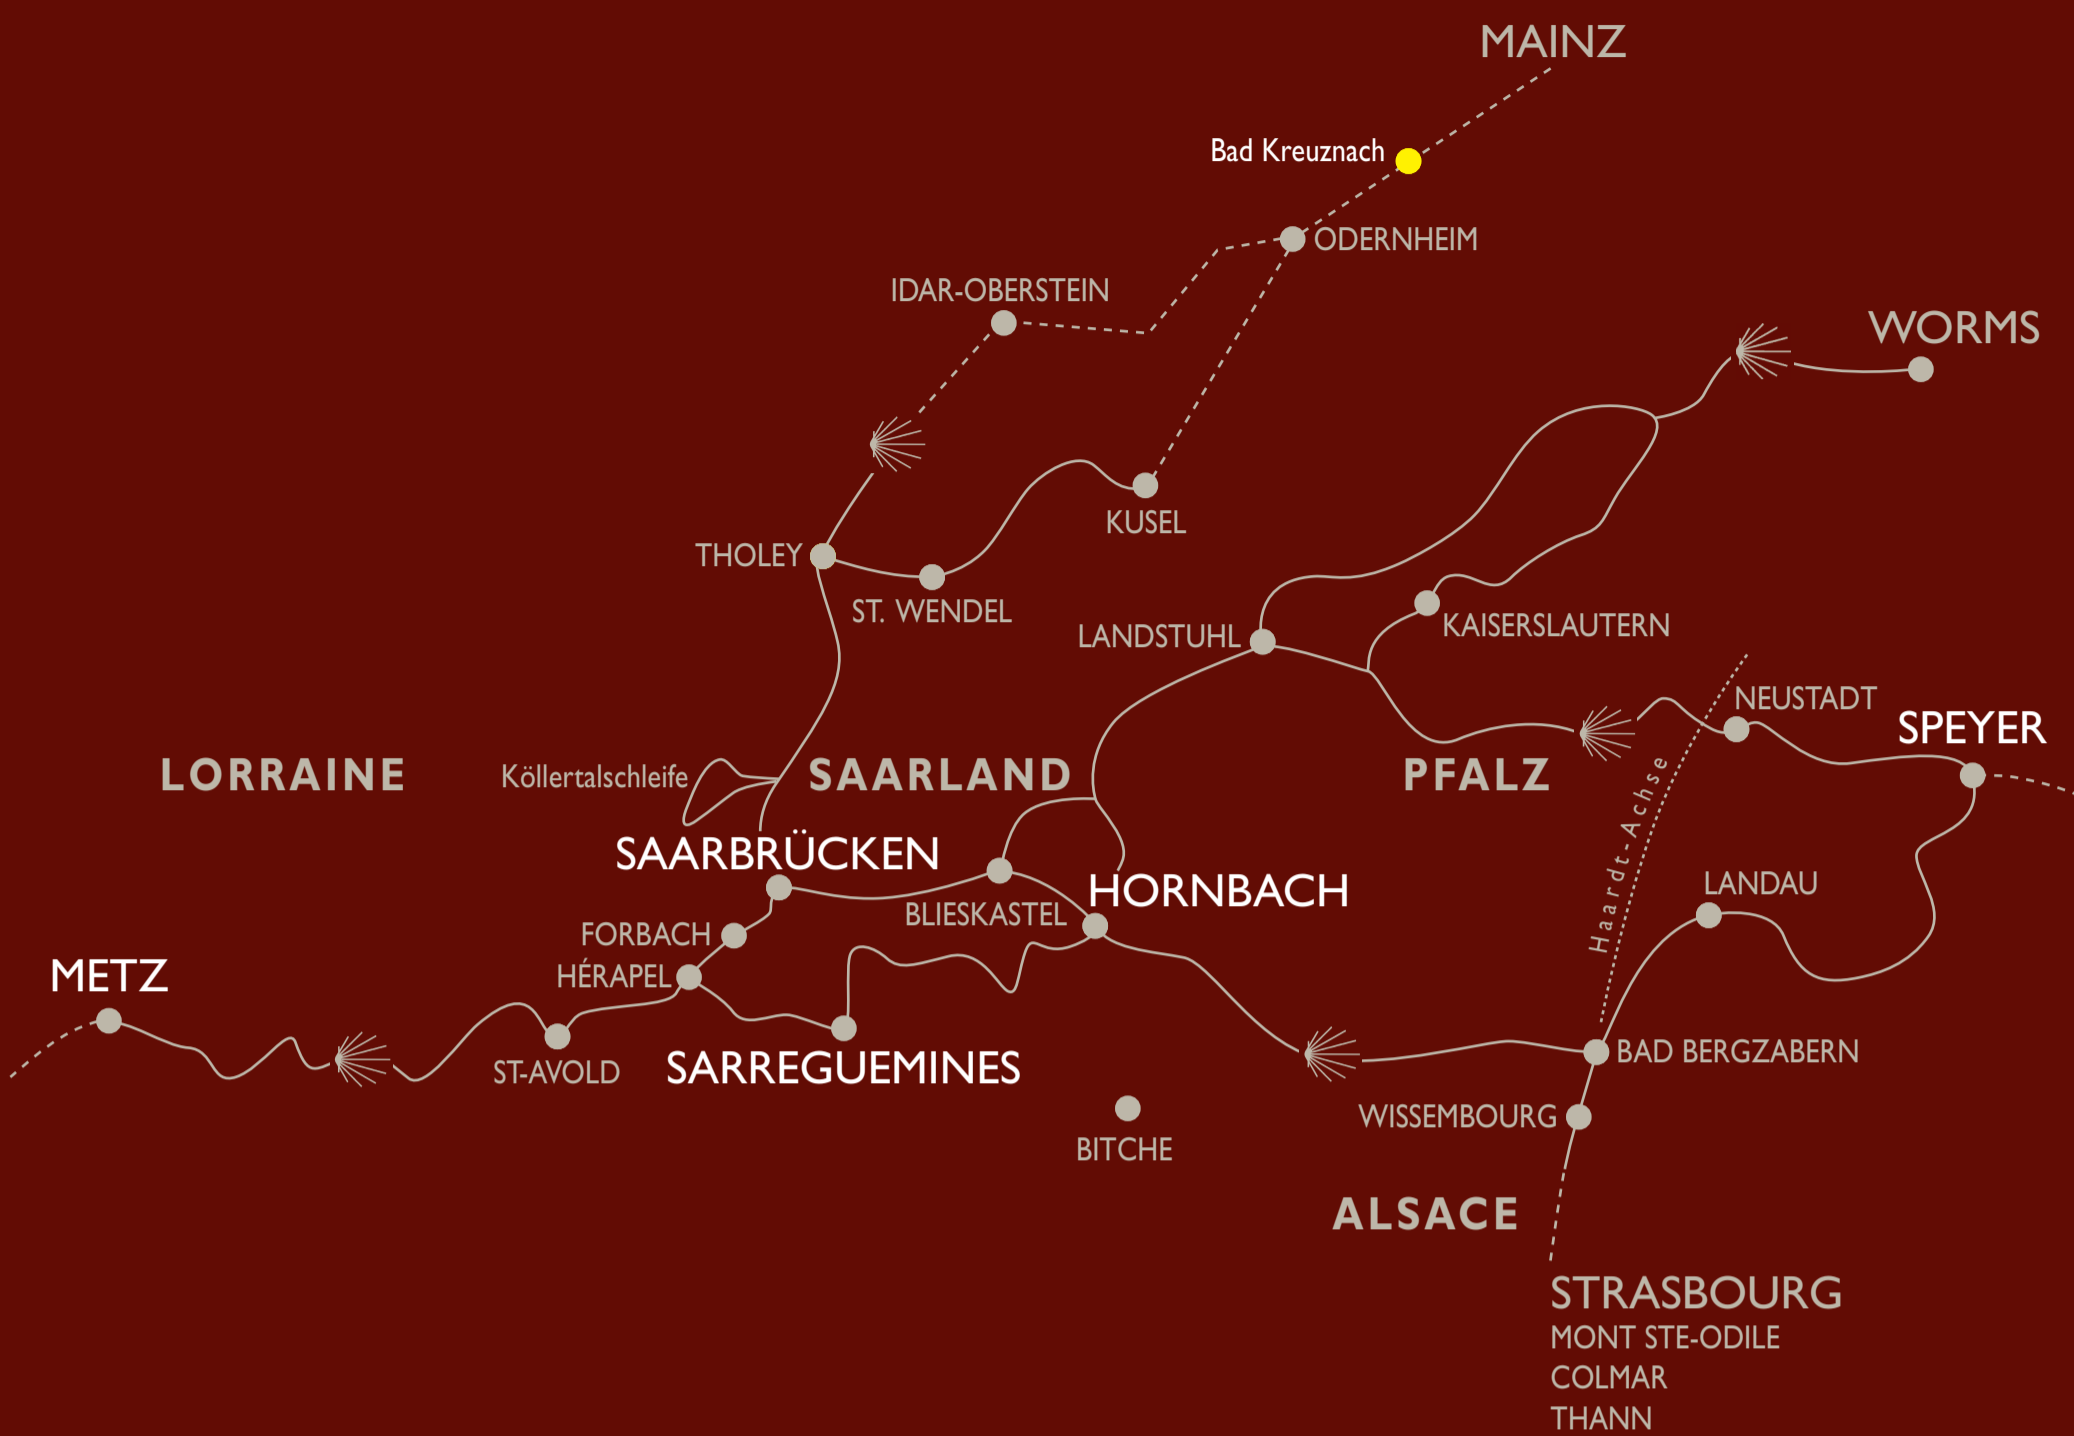 MAINZ
Bad Kreuznach
ODERNHEIM
IDAR-OBERSTEIN
WORMS
KUSEL
THOLEY
ST. WENDEL
LANDSTUHL
KAISERSLAUTERN
NEUSTADT
SPEYER
LORRAINE
Köllertalschleife
SAARLAND
PFALZ
Haardt-Achse
SAARBRÜCKEN
HORNBACH
LANDAU
BLIESKASTEL
FORBACH
METZ
HÉRAPEL
ST-AVOLD
SARREGUEMINES
BAD BERGZABERN
WISSEMBOURG
BITCHE
ALSACE
STRASBOURG
MONT STE-ODILE
COLMAR
THANN